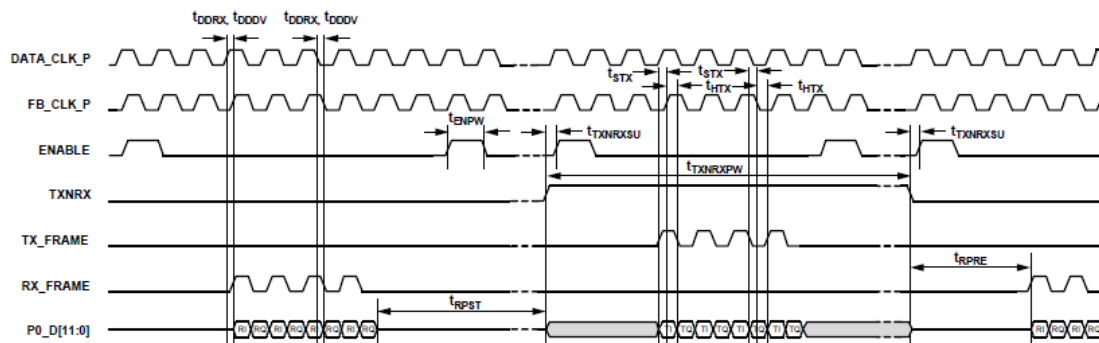 tDDRX, tDDDV tDDRX, tDDDV
DATA_CLK_P
tSTX tSTX
FB_CLK_P tHTX tHTX
tENPW tTXNRXSU tTXNRXSU
ENABLE
tTXNRXPW
TXNRX
TX_FRAME
tRPRE
RX_FRAME
tRPST
P0_D[11:0] RI RQ RI RQ RI RQ RI RQ TI TQ TI TQ TI TQ TI TQ RI RQ RI RQ